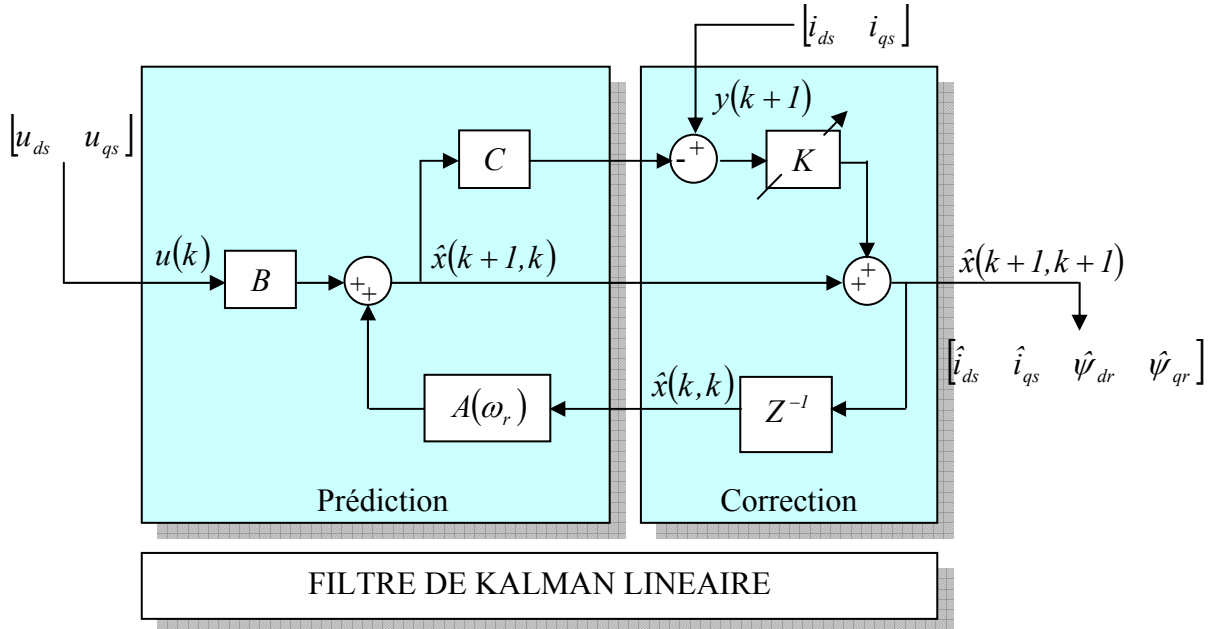 [i_ds i_qs]
y(k+1)
[u_ds u_qs]
C
- +
K
u(k)
B
+ +
x̂(k+1,k)
+ +
x̂(k+1,k+1)
[î_ds î_qs ψ̂_dr ψ̂_qr]
A(ω_r)
x̂(k,k)
Z^-1
Prédiction
Correction
FILTRE DE KALMAN LINEAIRE